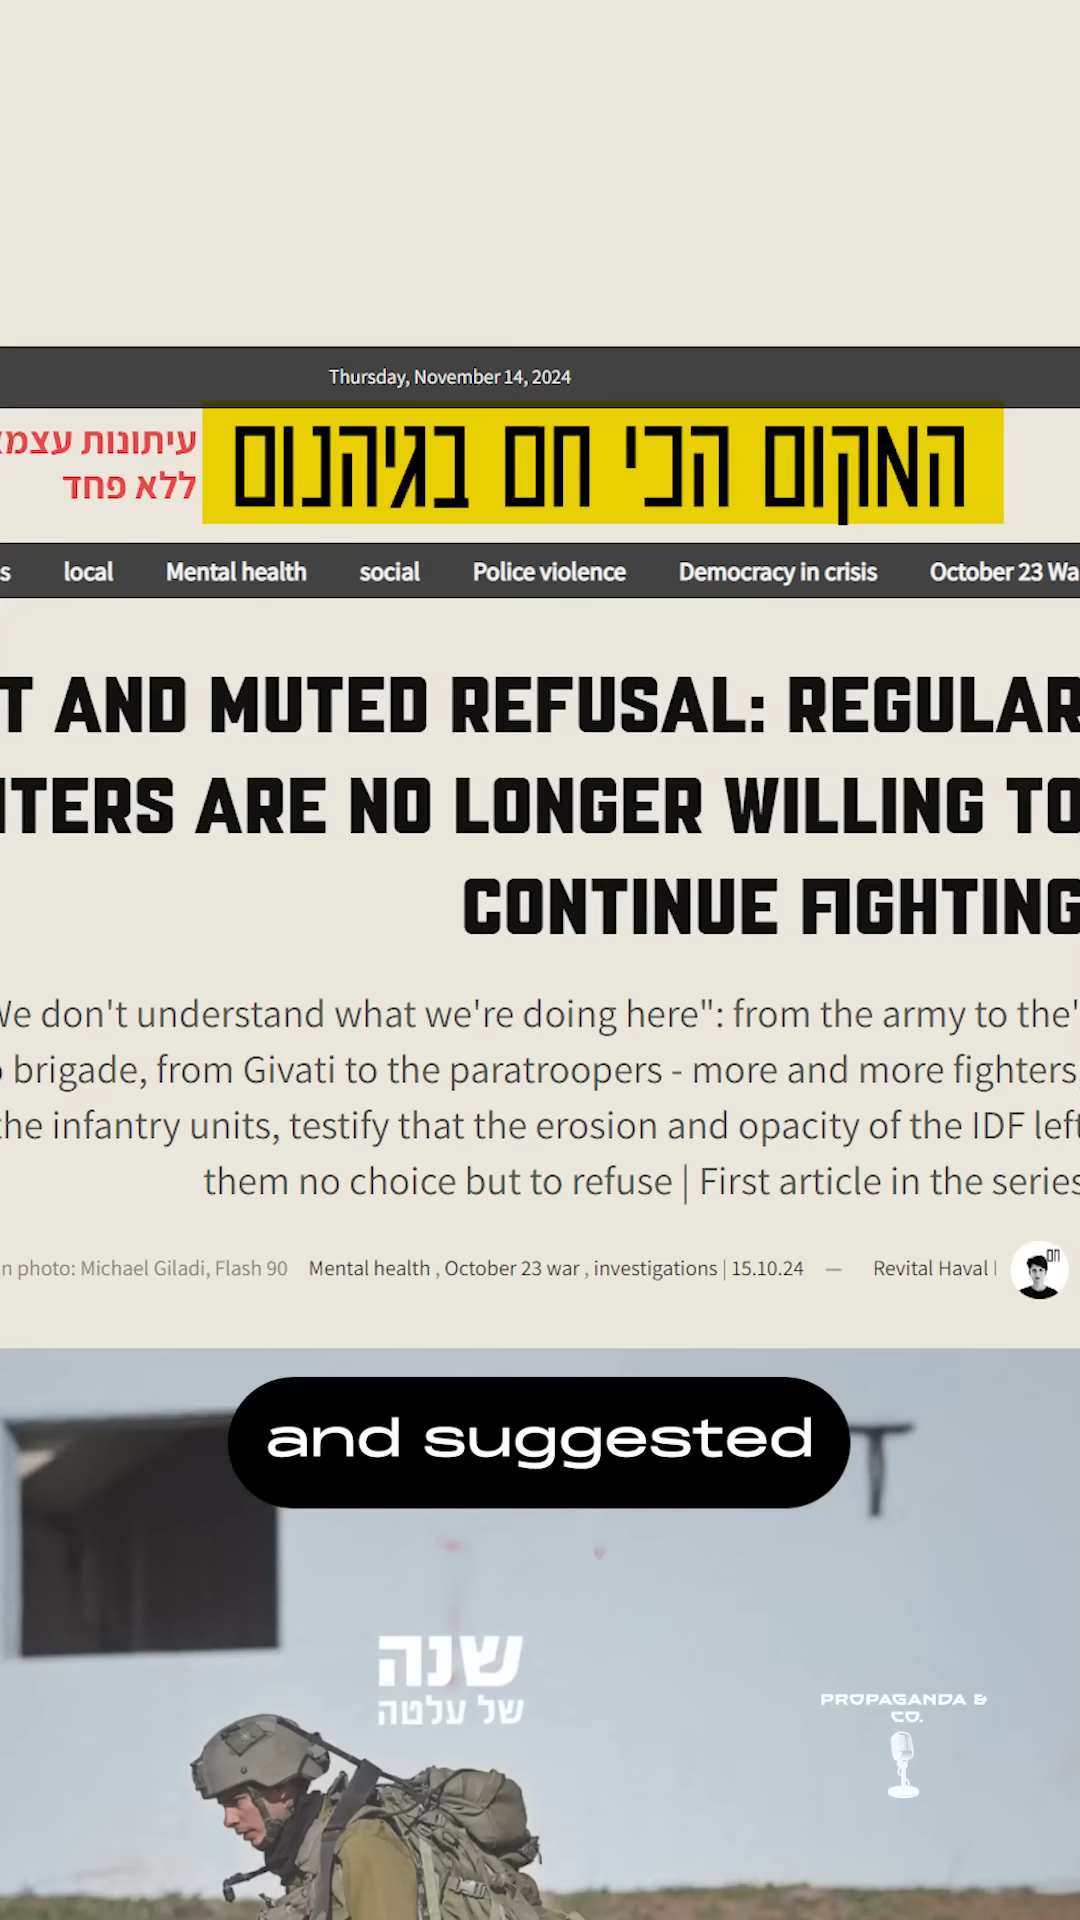 Thursday, November 14, 2024
המקום הכי חם בגיהנום
עיתונות עצמא
ללא פחד
s local Mental health social Police violence Democracy in crisis October 23 Wa
T AND MUTED REFUSAL: REGULAR
TERS ARE NO LONGER WILLING TO
CONTINUE FIGHTING
We don't understand what we're doing here": from the army to the"
brigade, from Givati to the paratroopers - more and more fighters
the infantry units, testify that the erosion and opacity of the IDF left
them no choice but to refuse | First article in the series
n photo: Michael Giladi, Flash 90 Mental health , October 23 war , investigations | 15.10.24 — Revital Haval
חם
and suggested
שנה
של עלטה
PROPAGANDA &
CO.